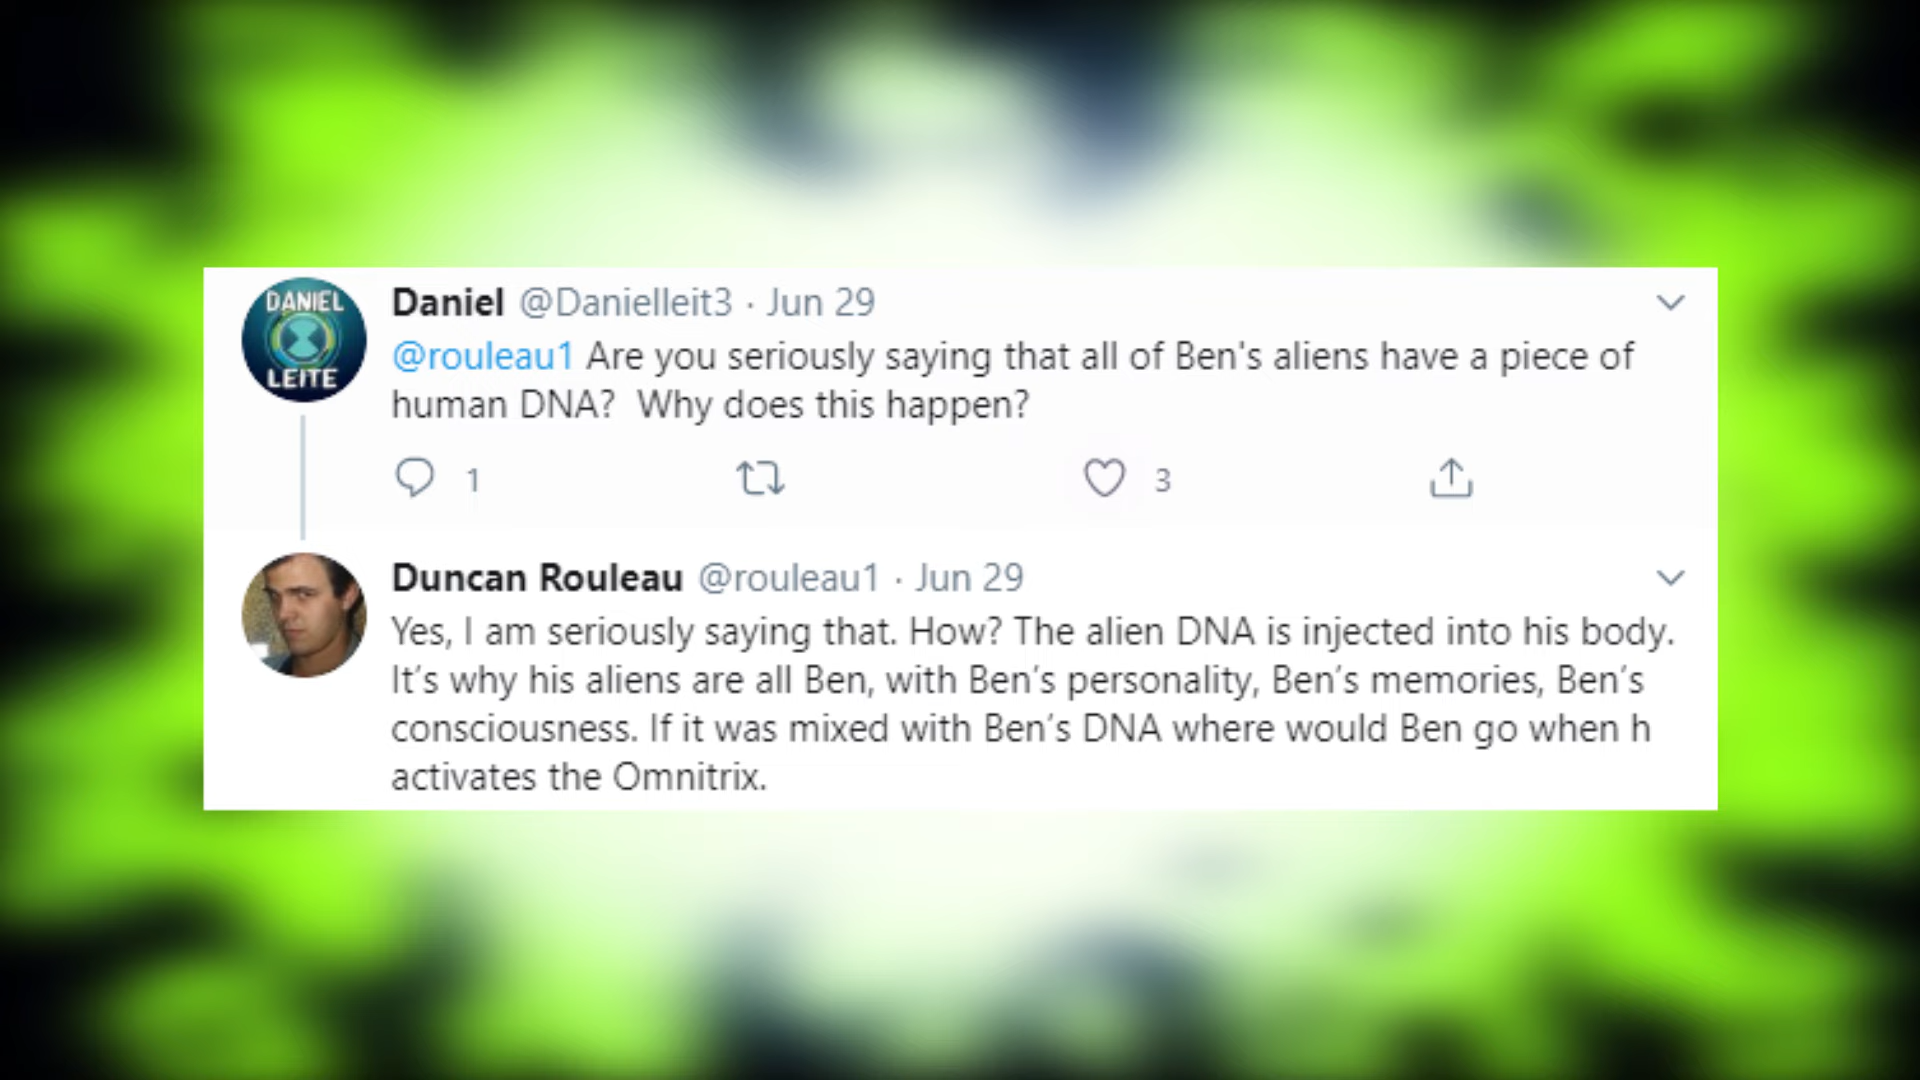 DANIEL
LEITE
Daniel @Danielleit3 · Jun 29
@rouleau1 Are you seriously saying that all of Ben's aliens have a piece of
human DNA?  Why does this happen?
1 3
Duncan Rouleau @rouleau1 · Jun 29
Yes, I am seriously saying that. How? The alien DNA is injected into his body.
It’s why his aliens are all Ben, with Ben’s personality, Ben’s memories, Ben’s
consciousness. If it was mixed with Ben’s DNA where would Ben go when h
activates the Omnitrix.